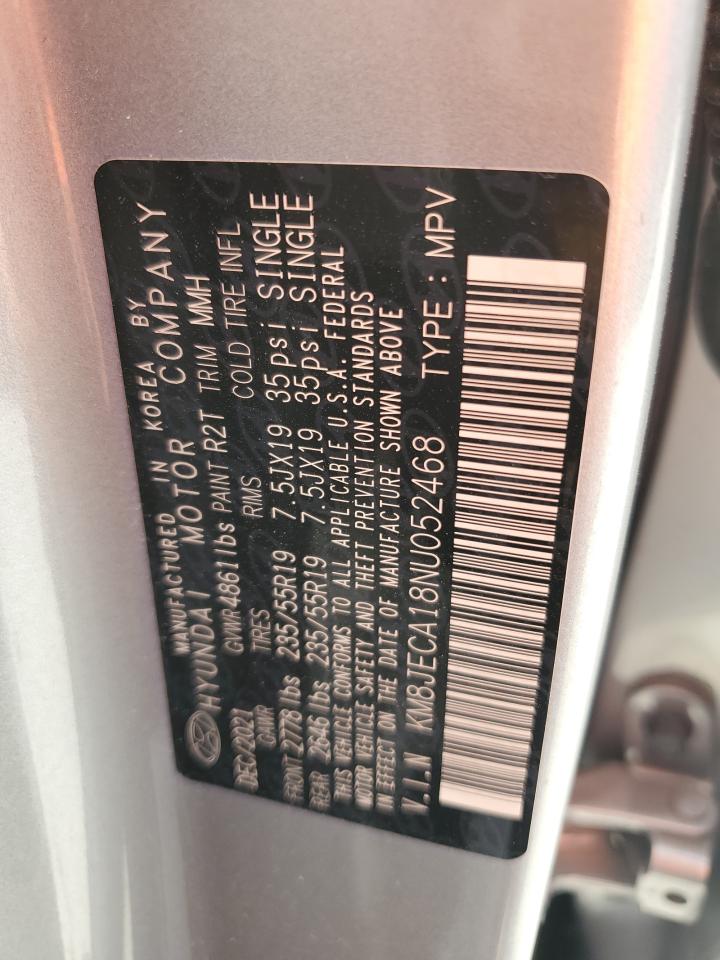 MANUFACTURED IN KOREA BY
HYUNDAI MOTOR COMPANY
DEC/2021 GVWR 4861lbs PAINT R2T TRIM MMH
GAWR TIRES RIMS COLD TIRE INFL
FRONT 2778 lbs 235/55R19 7.5JX19 35psi SINGLE
REAR 2646 lbs 235/55R19 7.5JX19 35psi SINGLE
THIS VEHICLE CONFORMS TO ALL APPLICABLE U.S.A. FEDERAL
MOTOR VEHICLE SAFETY AND THEFT PREVENTION STANDARDS
IN EFFECT ON THE DATE OF MANUFACTURE SHOWN ABOVE
V.I.N KM8JECA18NU052468 TYPE : MPV